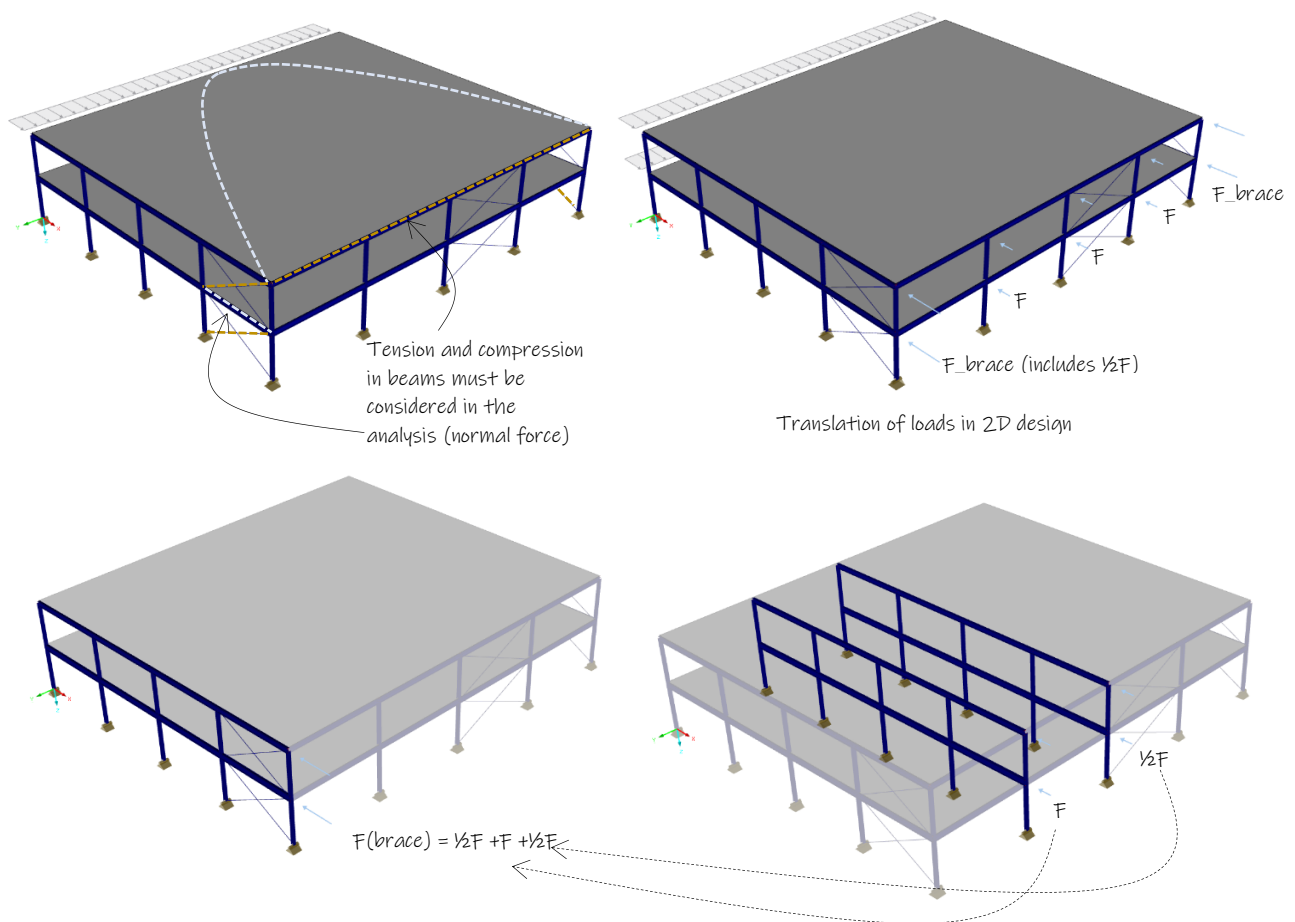 Tension and compression
in beams must be
considered in the
analysis (normal force)
F_brace
F
F
F
F_brace (includes ½F)
Translation of loads in 2D design
F(brace) = ½F +F +½F
½F
F